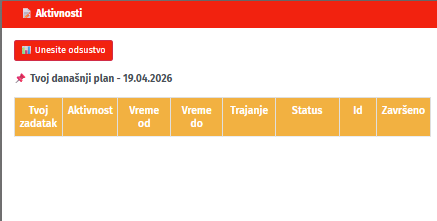 Aktivnosti
Unesite odsustvo
Tvoj današnji plan - 19.04.2026
Tvoj zadatak Aktivnost Vreme od Vreme do Trajanje Status Id Završeno